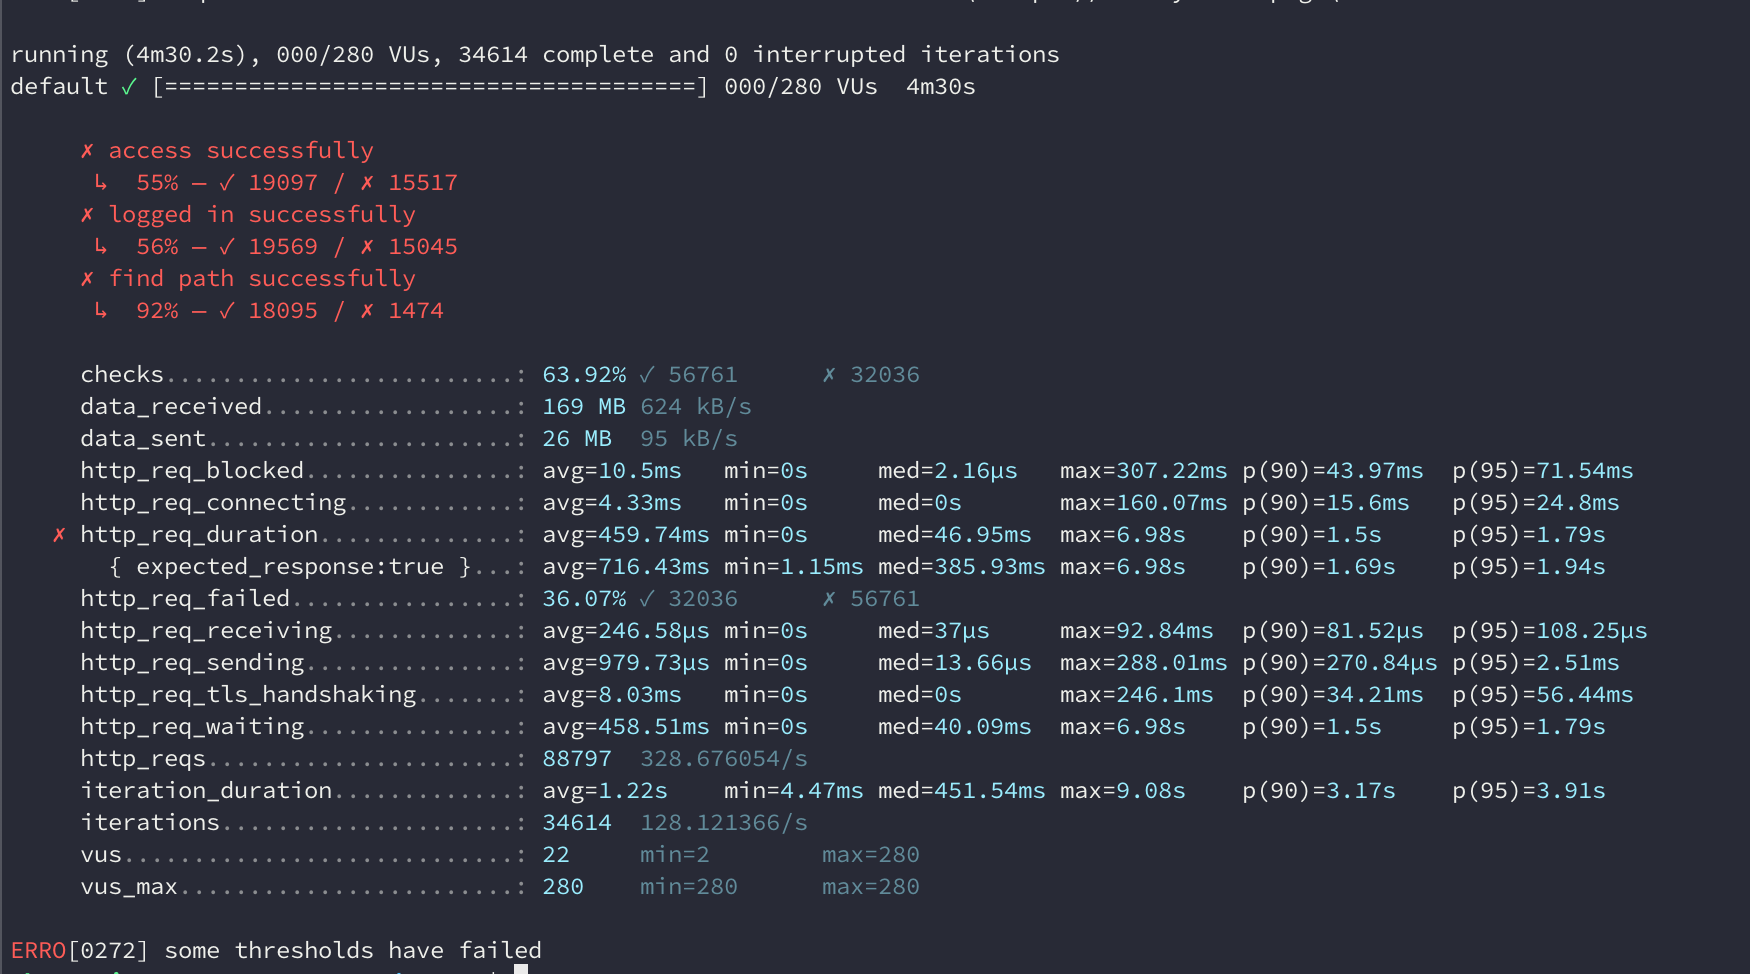 running (4m30.2s), 000/280 VUs, 34614 complete and 0 interrupted iterations
default ✓ [======================================] 000/280 VUs  4m30s
✗ access successfully
↳  55% — ✓ 19097 / ✗ 15517
✗ logged in successfully
↳  56% — ✓ 19569 / ✗ 15045
✗ find path successfully
↳  92% — ✓ 18095 / ✗ 1474
checks.........................: 63.92% ✓ 56761      ✗ 32036
data_received..................: 169 MB 624 kB/s
data_sent......................: 26 MB  95 kB/s
http_req_blocked...............: avg=10.5ms   min=0s     med=2.16µs   max=307.22ms p(90)=43.97ms  p(95)=71.54ms
http_req_connecting............: avg=4.33ms   min=0s     med=0s       max=160.07ms p(90)=15.6ms   p(95)=24.8ms
✗ http_req_duration..............: avg=459.74ms min=0s     med=46.95ms  max=6.98s    p(90)=1.5s     p(95)=1.79s
{ expected_response:true }...: avg=716.43ms min=1.15ms med=385.93ms max=6.98s    p(90)=1.69s    p(95)=1.94s
http_req_failed................: 36.07% ✓ 32036      ✗ 56761
http_req_receiving.............: avg=246.58µs min=0s     med=37µs     max=92.84ms  p(90)=81.52µs  p(95)=108.25µs
http_req_sending...............: avg=979.73µs min=0s     med=13.66µs  max=288.01ms p(90)=270.84µs p(95)=2.51ms
http_req_tls_handshaking.......: avg=8.03ms   min=0s     med=0s       max=246.1ms  p(90)=34.21ms  p(95)=56.44ms
http_req_waiting...............: avg=458.51ms min=0s     med=40.09ms  max=6.98s    p(90)=1.5s     p(95)=1.79s
http_reqs......................: 88797  328.676054/s
iteration_duration.............: avg=1.22s    min=4.47ms med=451.54ms max=9.08s    p(90)=3.17s    p(95)=3.91s
iterations.....................: 34614  128.121366/s
vus............................: 22     min=2        max=280
vus_max........................: 280    min=280      max=280
ERRO[0272] some thresholds have failed